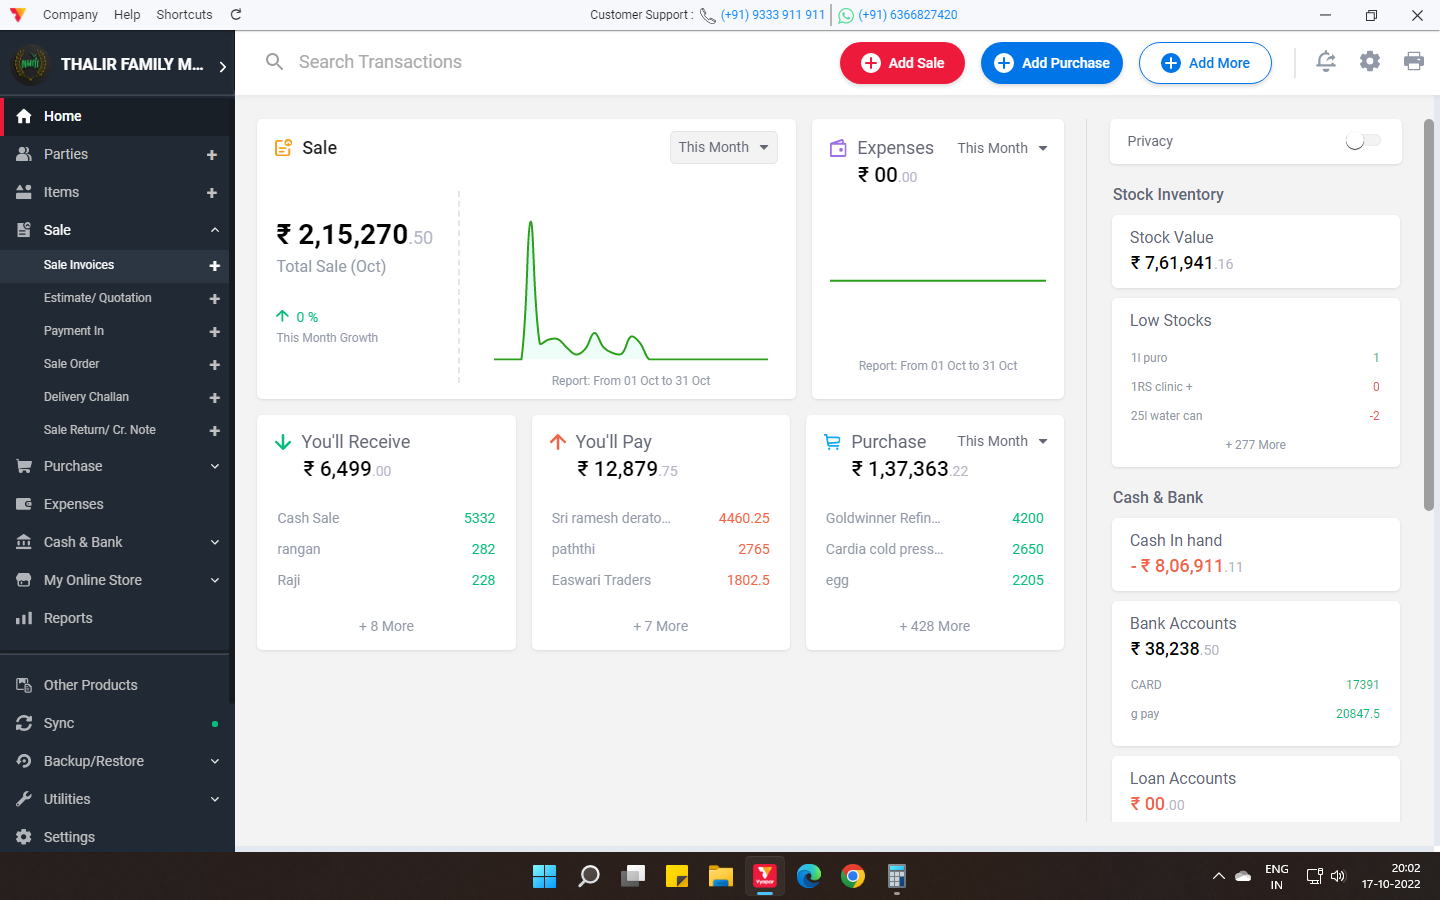 Company Help Shortcuts
Customer Support : (+91) 9333 911 911 (+91) 6366827420
THALIR FAMILY M...
Search Transactions
Add Sale
Add Purchase
Add More
Home
Parties
Items
Sale
Sale Invoices
Estimate/ Quotation
Payment In
Sale Order
Delivery Challan
Sale Return/ Cr. Note
Purchase
Expenses
Cash & Bank
My Online Store
Reports
Other Products
Sync
Backup/Restore
Utilities
Settings
Sale
This Month
₹ 2,15,270.50
Total Sale (Oct)
0 %
This Month Growth
Report: From 01 Oct to 31 Oct
Expenses This Month
₹ 00.00
Report: From 01 Oct to 31 Oct
You'll Receive
₹ 6,499.00
Cash Sale 5332
rangan 282
Raji 228
+ 8 More
You'll Pay
₹ 12,879.75
Sri ramesh derato... 4460.25
paththi 2765
Easwari Traders 1802.5
+ 7 More
Purchase This Month
₹ 1,37,363.22
Goldwinner Refin... 4200
Cardia cold press... 2650
egg 2205
+ 428 More
Privacy
Stock Inventory
Stock Value
₹ 7,61,941.16
Low Stocks
1l puro 1
1RS clinic + 0
25l water can -2
+ 277 More
Cash & Bank
Cash In hand
- ₹ 8,06,911.11
Bank Accounts
₹ 38,238.50
CARD 17391
g pay 20847.5
Loan Accounts
₹ 00.00
Vyapar
ENG
IN
20:02
17-10-2022